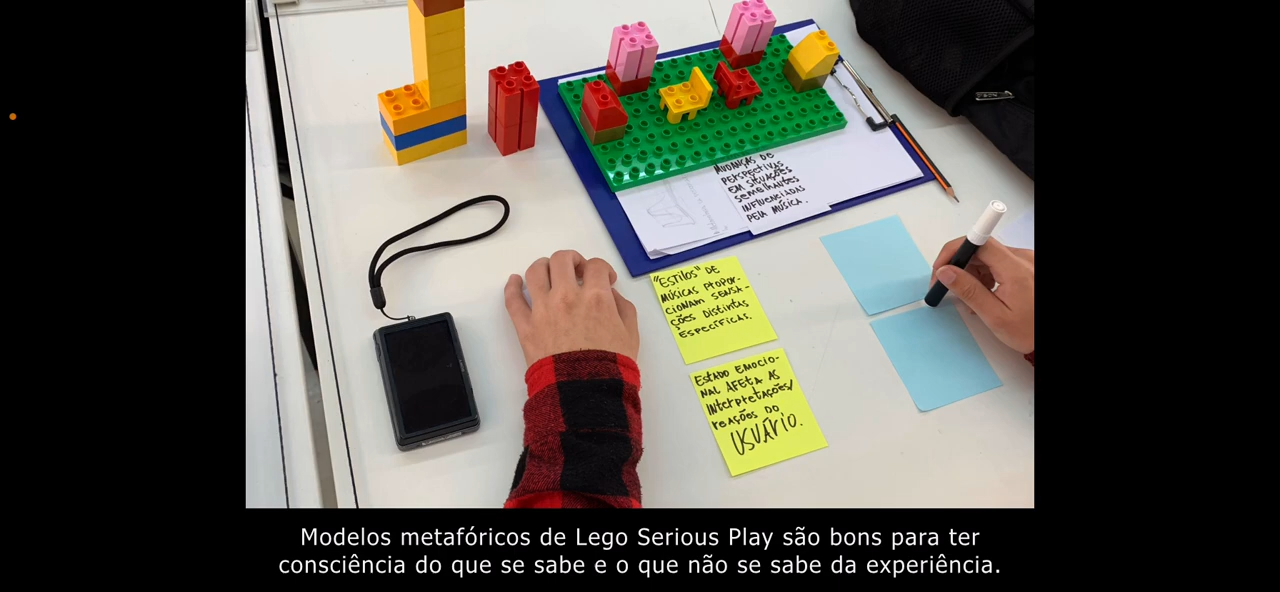 MUDANÇAS DE
PERSPECTIVAS
EM SITUAÇÕES
SEMELHANTES
INFLUENCIADAS
PELA MÚSICA.
"ESTILOS" DE
MÚSICAS PROPOR-
CIONAM SENSA-
ÇÕES DISTINTAS
ESPECÍFICAS.
ESTADO EMOCIO-
NAL AFETA AS
INTERPRETAÇÕES/
REAÇÕES DO
USUÁRIO.
Modelos metafóricos de Lego Serious Play são bons para ter
consciência do que se sabe e o que não se sabe da experiência.